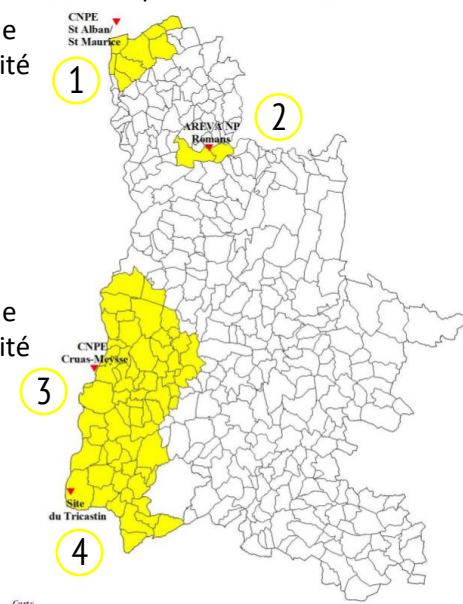 CNPE
St Alban/
St Maurice
e
ité
1
2
AREVA NP
Romans
e
ité
CNPE
Cruas-Meysse
3
Site
du Tricastin
4
Carte